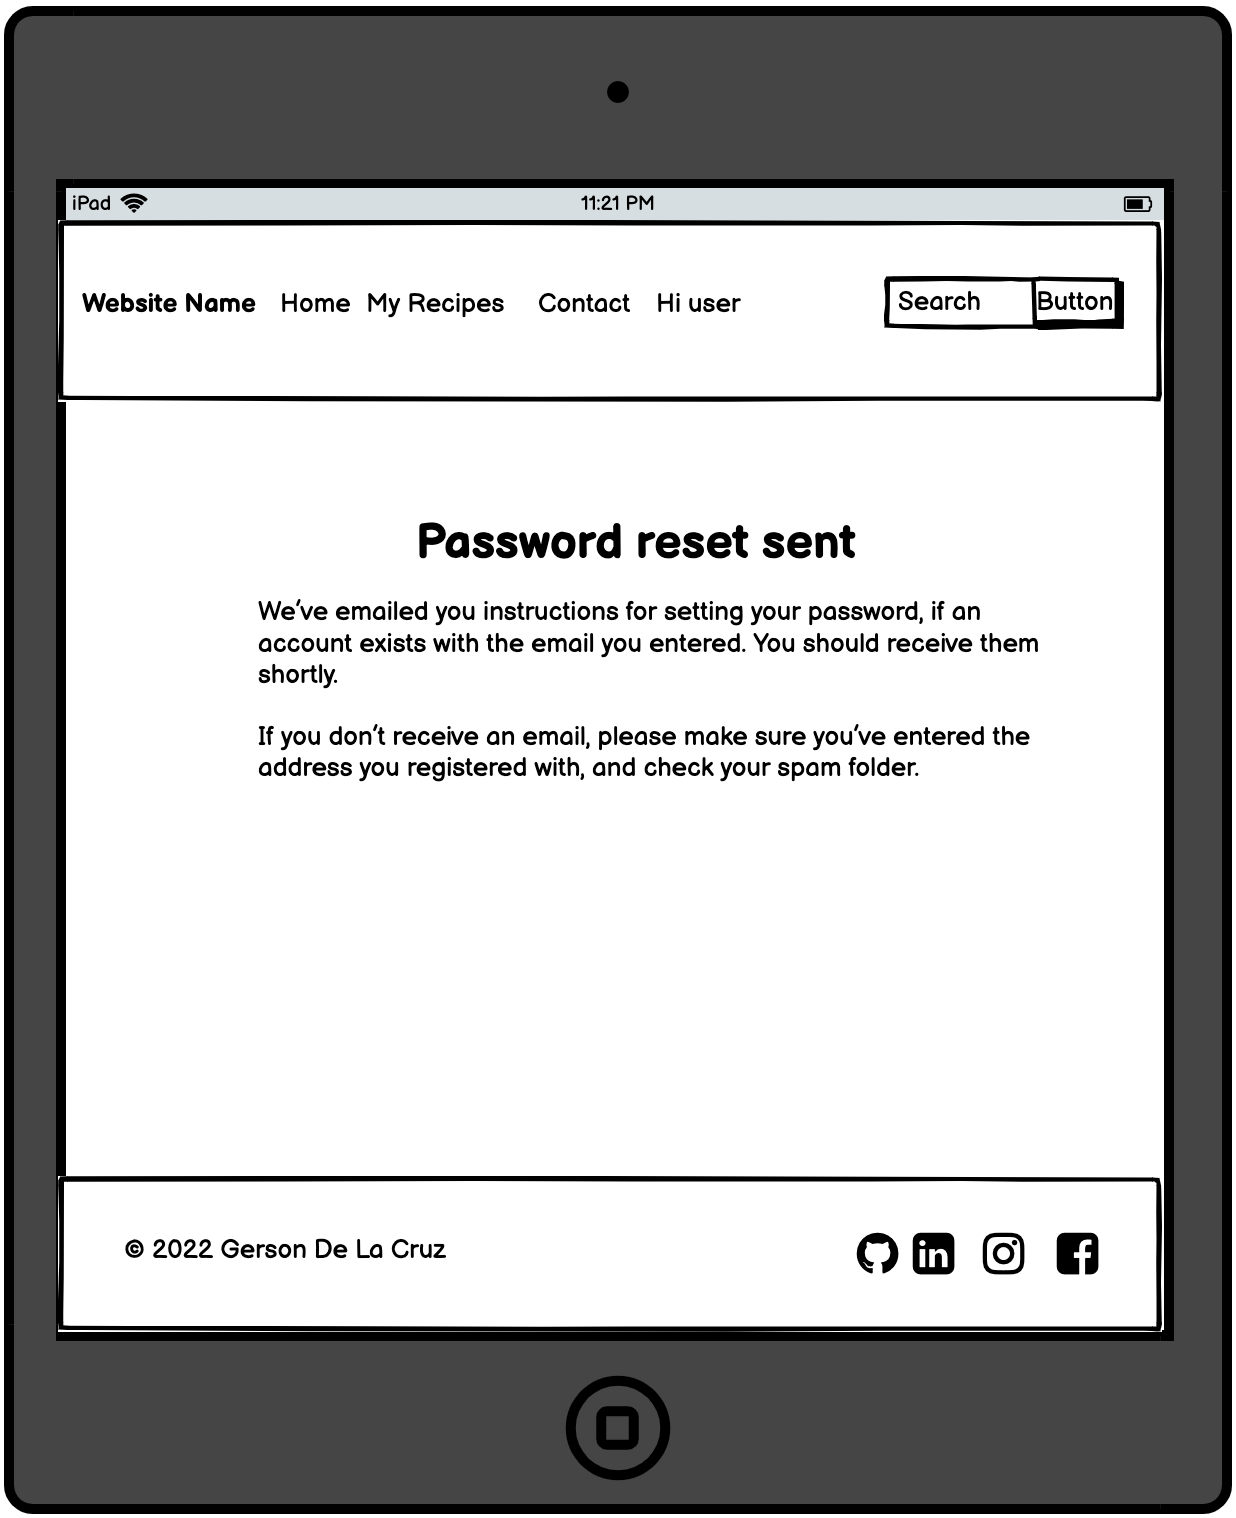 iPad 11:21 PM
Website Name Home My Recipes Contact Hi user Search Button
Password reset sent
We've emailed you instructions for setting your password, if an
account exists with the email you entered. You should receive them
shortly.
If you don't receive an email, please make sure you've entered the
address you registered with, and check your spam folder.
© 2022 Gerson De La Cruz in